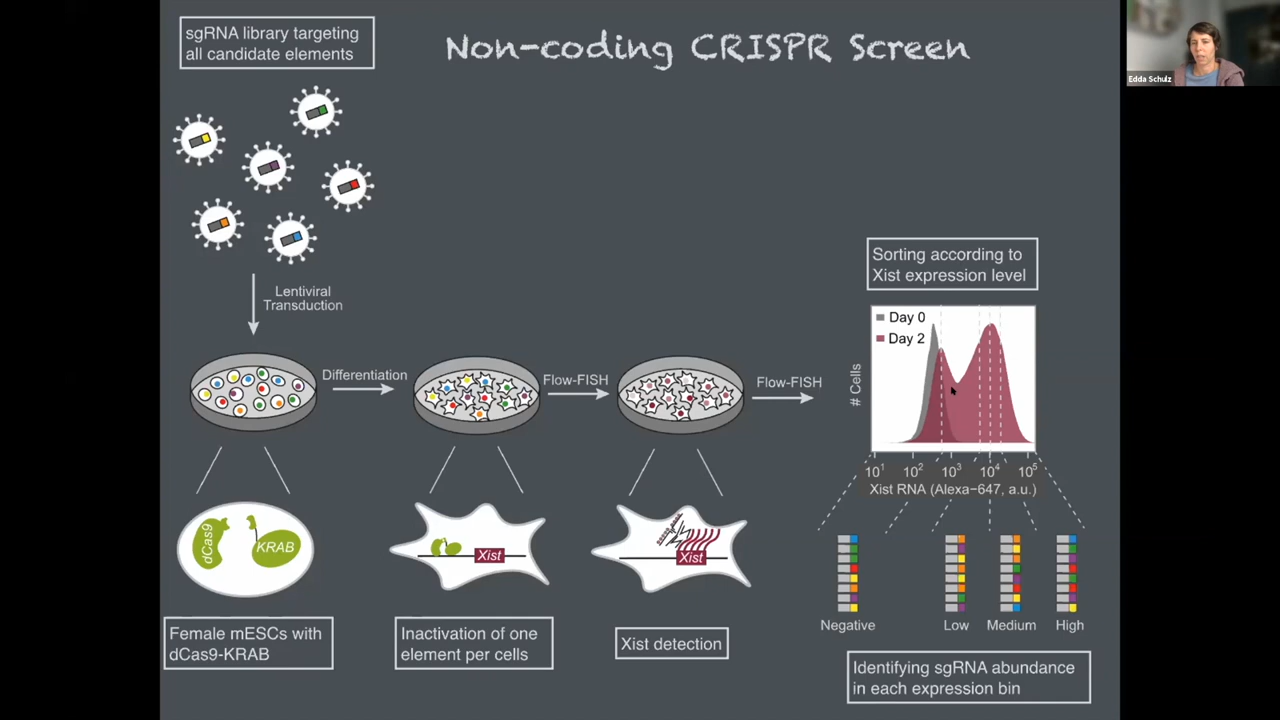 sgRNA library targeting
all candidate elements
Non-coding CRISPR Screen
Edda Schulz
Lentiviral
Transduction
Sorting according to
Xist expression level
Day 0
Day 2
# Cells
Differentiation
Flow-FISH
Flow-FISH
10¹ 10² 10³ 10⁴ 10⁵
Xist RNA (Alexa-647, a.u.)
dCas9
KRAB
Xist
Xist
Negative
Low
Medium
High
Female mESCs with
dCas9-KRAB
Inactivation of one
element per cells
Xist detection
Identifying sgRNA abundance
in each expression bin